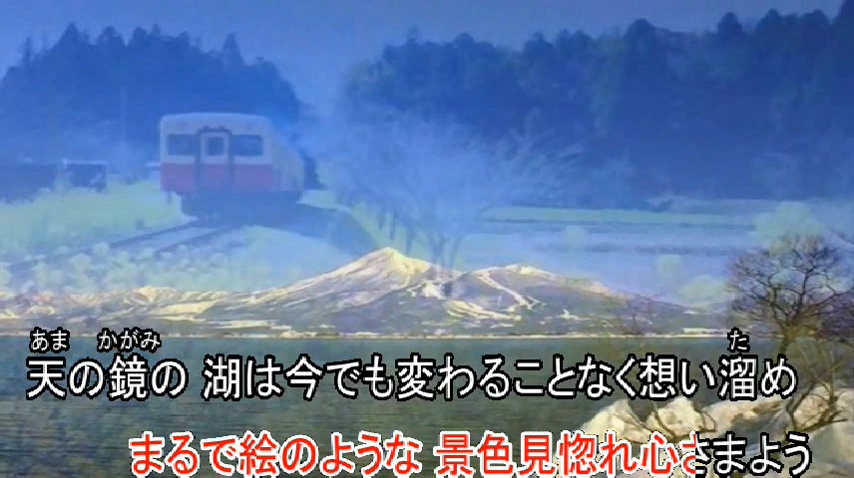 あま かがみ た
天の鏡の 湖は今でも変わることなく想い溜め
まるで絵のような 景色見惚れ心さまよう